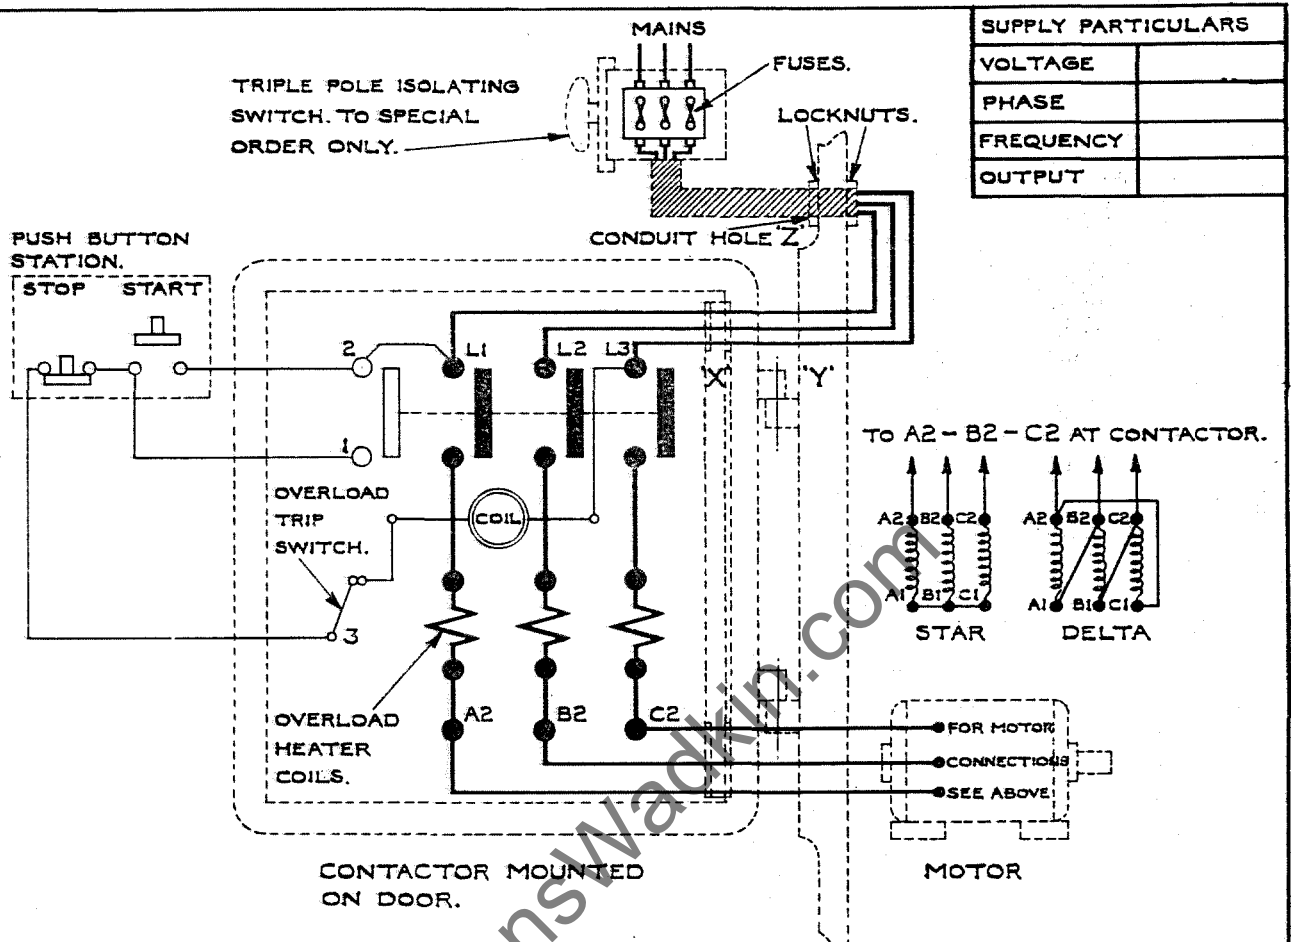 MAINS
SUPPLY PARTICULARS
VOLTAGE
PHASE
FREQUENCY
OUTPUT
TRIPLE POLE ISOLATING
SWITCH. TO SPECIAL
ORDER ONLY.
FUSES.
LOCKNUTS.
CONDUIT HOLE 'Z'
PUSH BUTTON
STATION.
STOP START
2 L1 L2 L3
'X' 'Y'
1
OVERLOAD
TRIP
SWITCH.
COIL
3
TO A2-B2-C2 AT CONTACTOR.
A2 B2 C2 A2 B2 C2
A1 B1 C1 A1 B1 C1
STAR DELTA
OVERLOAD
HEATER
COILS.
A2 B2 C2
FOR MOTOR
CONNECTIONS
SEE ABOVE
CONTACTOR MOUNTED
ON DOOR.
MOTOR
nsWadkin.com